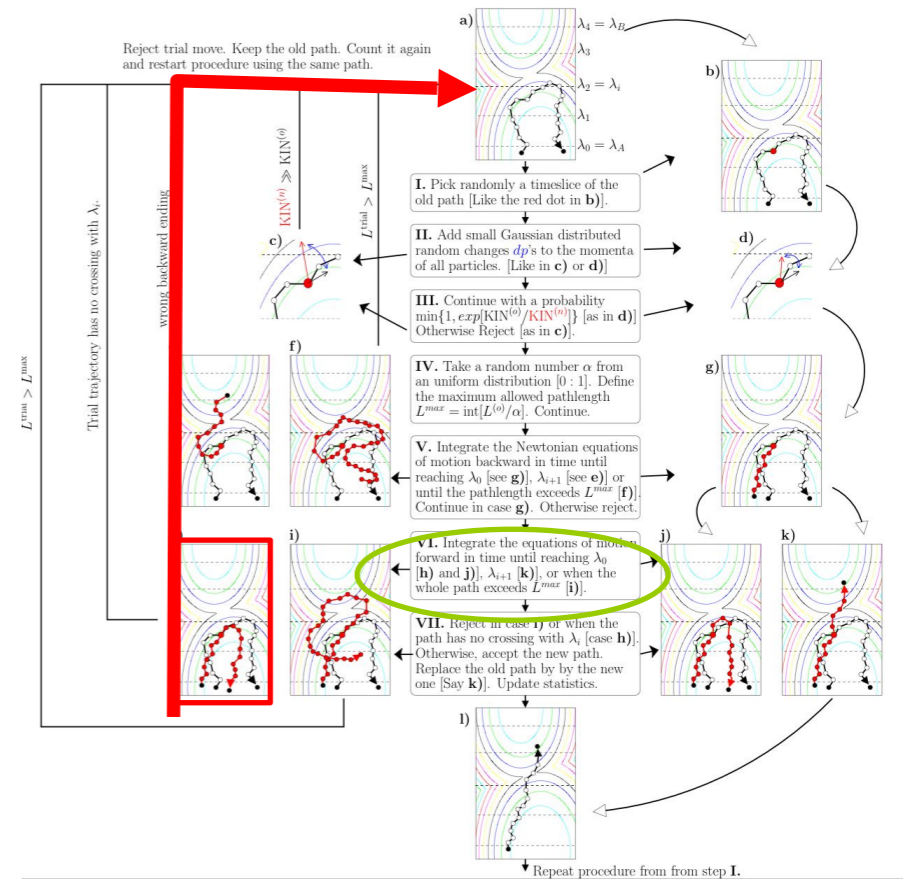 Reject trial move. Keep the old path. Count it again
and restart procedure using the same path.
a)
λ₄ = λ_B
λ₃
λ₂ = λᵢ
λ₁
λ₀ = λ_A
b)
I. Pick randomly a timeslice of the
old path [Like the red dot in b)].
II. Add small Gaussian distributed
random changes dp's to the momenta
of all particles. [Like in c) or d)]
III. Continue with a probability
min{1, exp[KIN⁽ᵒ⁾/KIN⁽ⁿ⁾]} [as in d)]
Otherwise Reject [as in c)].
c)
d)
IV. Take a random number α from
an uniform distribution [0 : 1]. Define
the maximum allowed pathlength
Lᵐᵃˣ = int[L⁽ᵒ⁾/α]. Continue.
f)
g)
V. Integrate the Newtonian equations
of motion backward in time until
reaching λ₀ [see g)], λᵢ₊₁ [see e)] or
until the pathlength exceeds Lᵐᵃˣ [f)].
Continue in case g). Otherwise reject.
VI. Integrate the equations of motion
forward in time until reaching λ₀
[h) and j)], λᵢ₊₁ [k)], or when the
whole path exceeds Lᵐᵃˣ [i)].
i)
j)
k)
VII. Reject in case i) or when the
path has no crossing with λᵢ [case h)].
Otherwise, accept the new path.
Replace the old path by by the new
one [Say k)]. Update statistics.
l)
Repeat procedure from from step I.
Lᵗʳⁱᵃˡ > Lᵐᵃˣ
Trial trajectory has no crossing with λᵢ.
wrong backward ending
KIN⁽ⁿ⁾ ≫ KIN⁽ᵒ⁾
Lᵗʳⁱᵃˡ > Lᵐᵃˣ